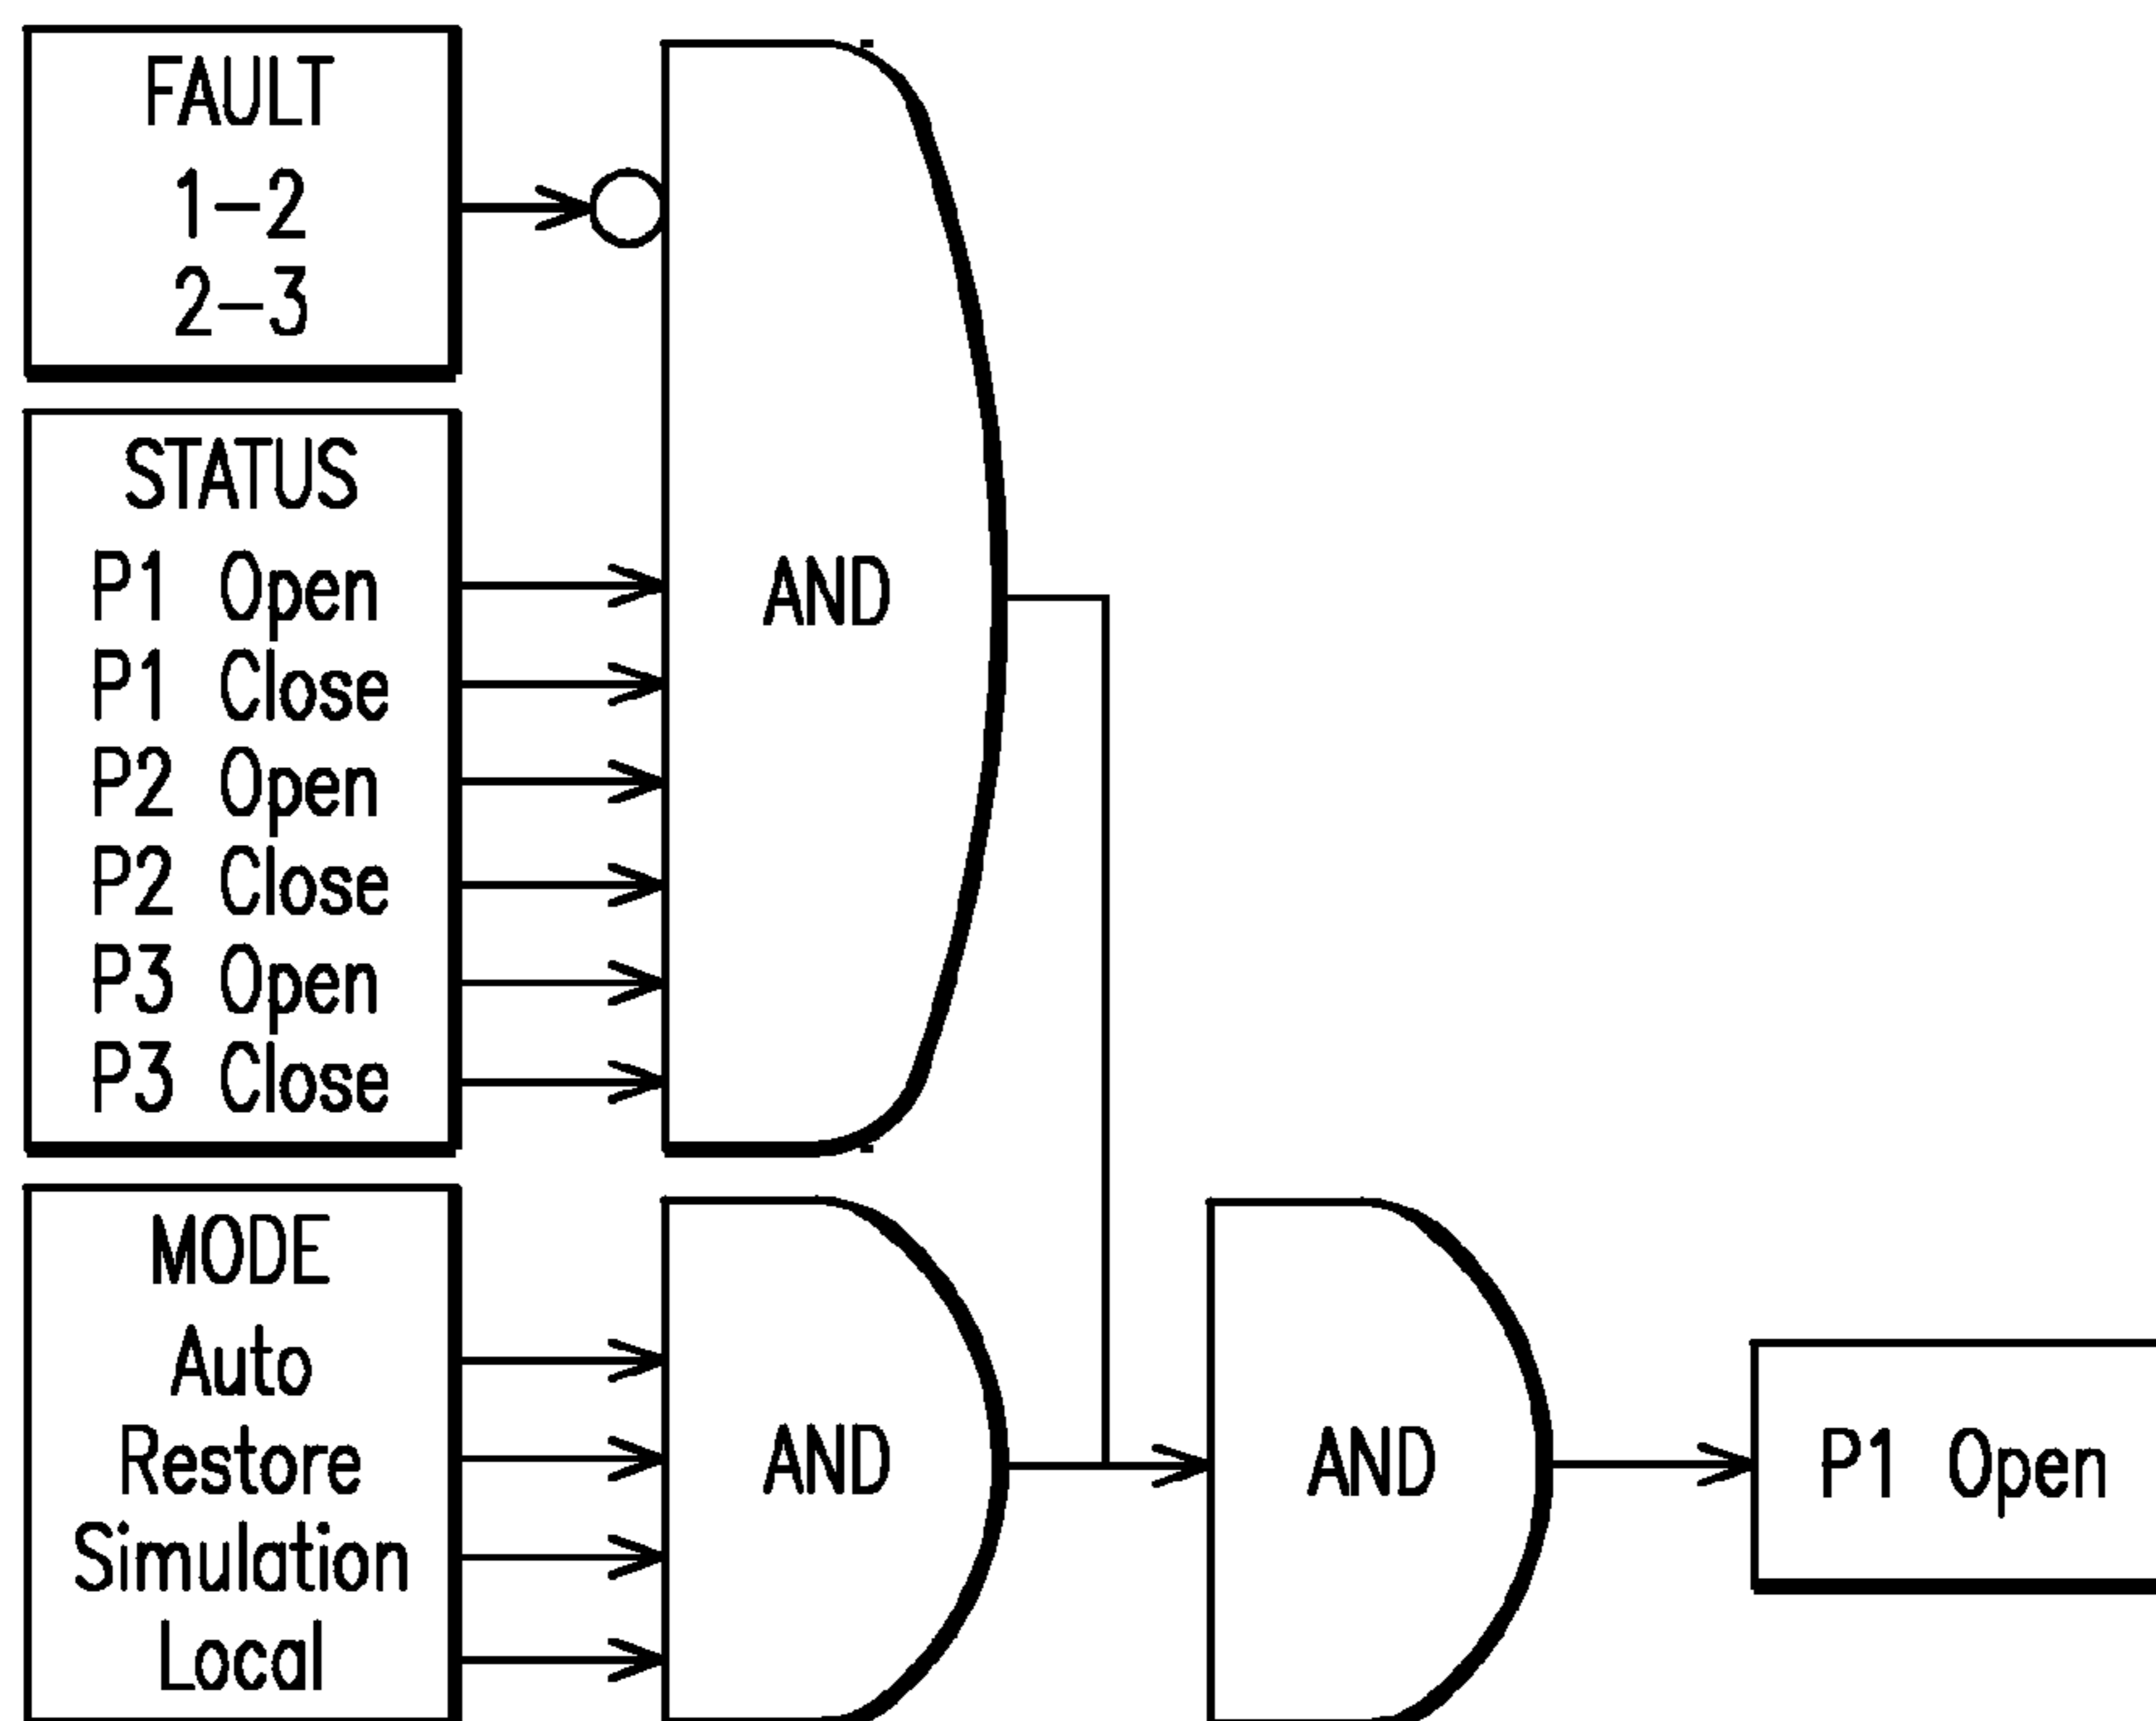 FAULT
1-2
2-3
STATUS
P1 Open
P1 Close
P2 Open
P2 Close
P3 Open
P3 Close
AND
MODE
Auto
Restore
Simulation
Local
AND
AND
P1 Open